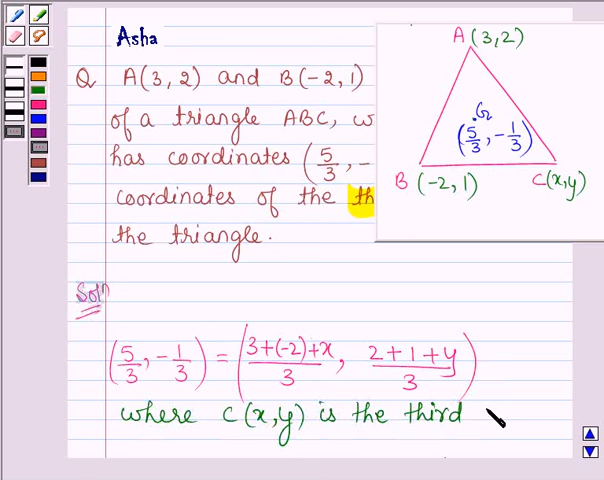 Asha
Q A(3,2) and B(-2,1)
of a triangle ABC, w
has coordinates (5/3, -
coordinates of the th
the triangle.
A (3,2)
G
(5/3, -1/3)
B (-2,1) C(x,y)
Soln
(5/3, -1/3) = (3+(-2)+x/3, 2+1+y/3)
where C(x,y) is the third